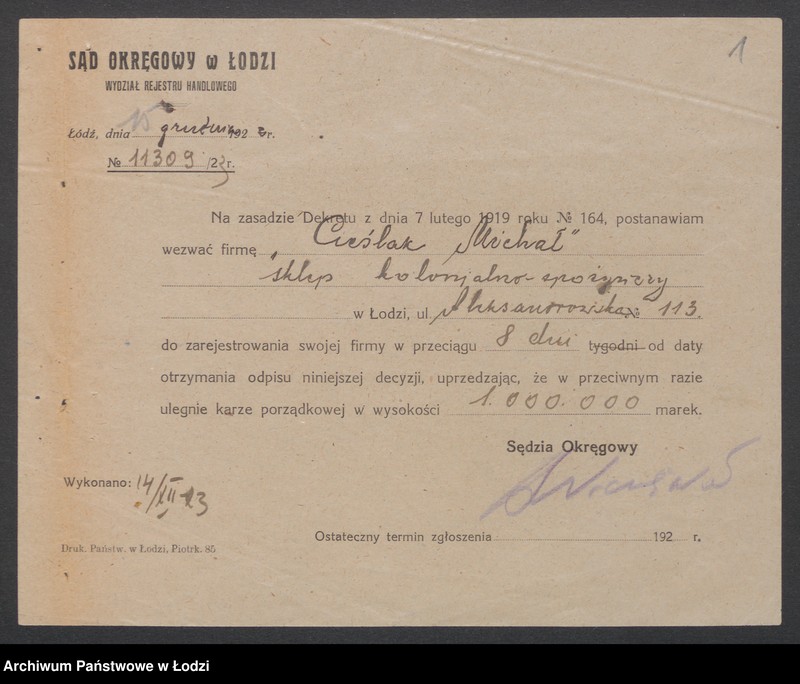 1
SĄD OKRĘGOWY w ŁODZI
WYDZIAŁ REJESTRU HANDLOWEGO
Łódź, dnia 15 grudnia 192 3 r.
№ 11309 /23 r.
Na zasadzie Dekretu z dnia 7 lutego 1919 roku № 164, postanawiam
wezwać firmę „Cieślak Michał"
sklep kolonjalno-spożywczy
w Łodzi, ul. Aleksandrowska № 113.
do zarejestrowania swojej firmy w przeciągu 8 dni tygodni od daty
otrzymania odpisu niniejszej decyzji, uprzedzając, że w przeciwnym razie
ulegnie karze porządkowej w wysokości 1.000.000 marek.
Sędzia Okręgowy
Wykonano: 14/XII 23
Ostateczny termin zgłoszenia 192 r.
Druk. Państw. w Łodzi, Piotrk. 85
Archiwum Państwowe w Łodzi